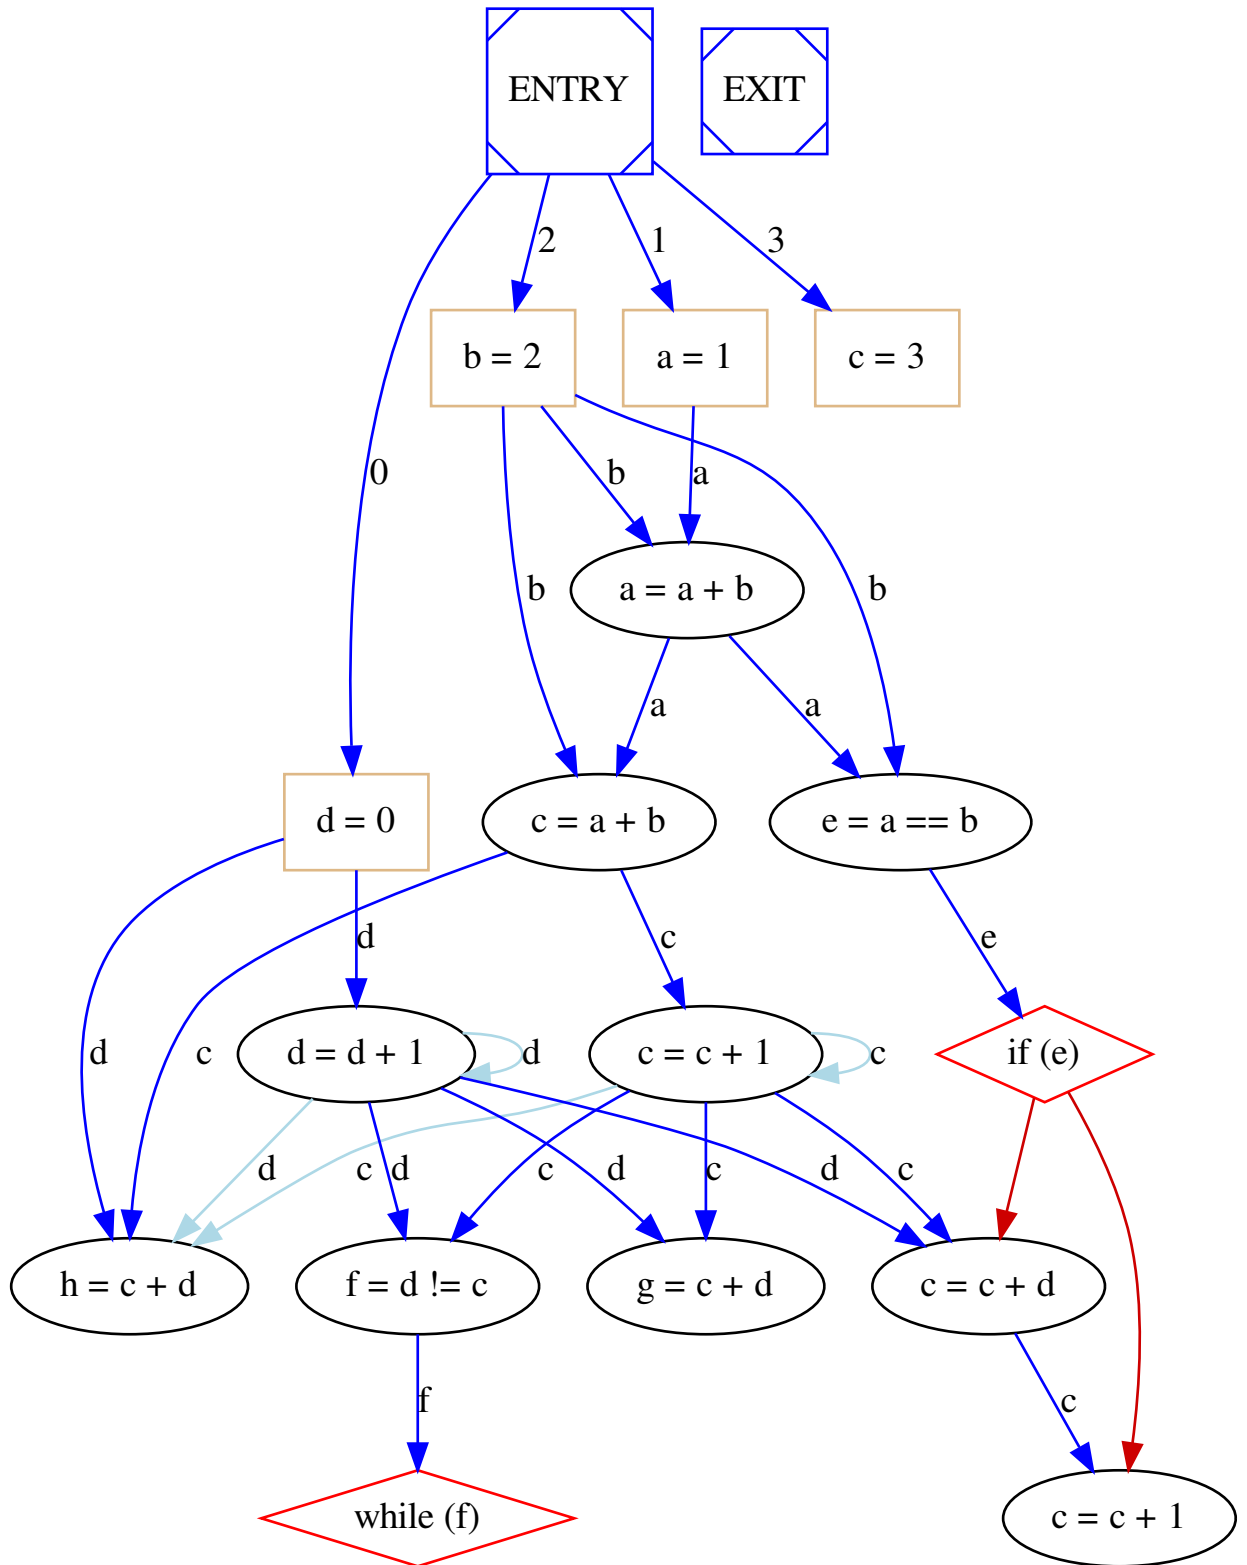 ENTRY
EXIT
2
1
3
b = 2
a = 1
c = 3
0
b
a
b
a = a + b
b
a
a
d = 0
c = a + b
e = a == b
d
c
e
d = d + 1
d
c = c + 1
c
if (e)
d
c
d
c
d
c
d
c
d
c
h = c + d
f = d != c
g = c + d
c = c + d
f
c
while (f)
c = c + 1